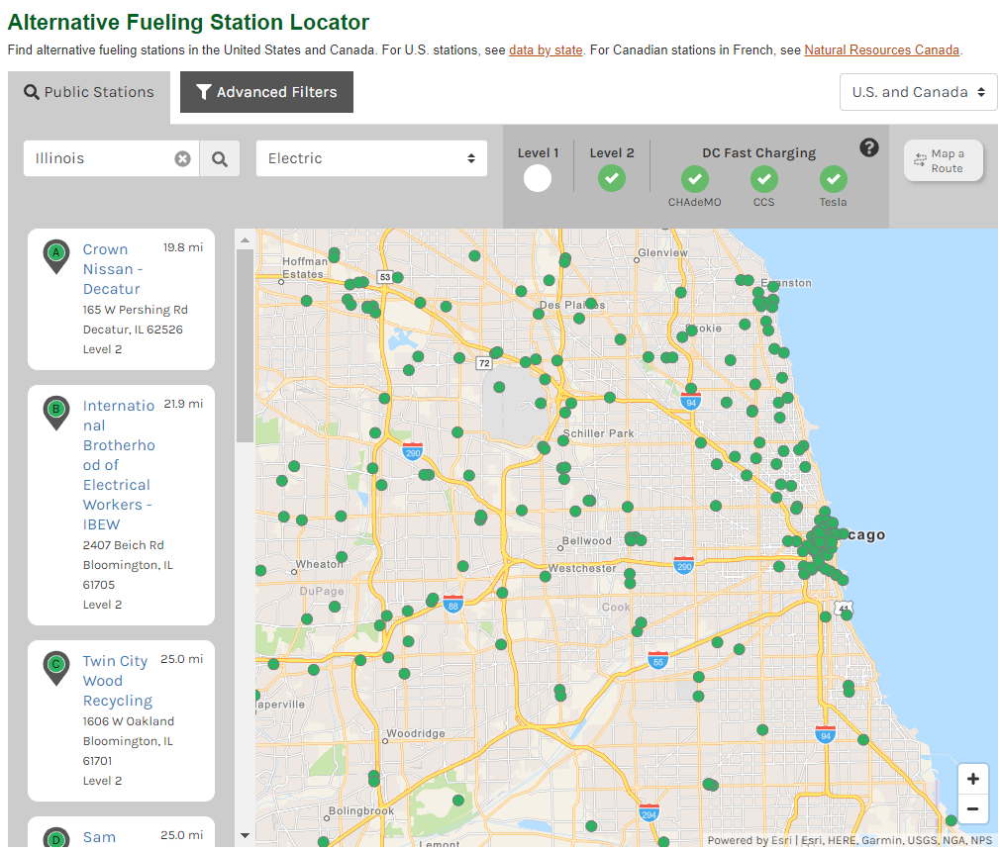 Alternative Fueling Station Locator
Find alternative fueling stations in the United States and Canada. For U.S. stations, see data by state. For Canadian stations in French, see Natural Resources Canada.
Public Stations
Advanced Filters
U.S. and Canada
Illinois
Electric
Level 1
Level 2
DC Fast Charging
?
CHAdeMO
CCS
Tesla
Map a
Route
A
Crown
Nissan -
Decatur
19.8 mi
165 W Pershing Rd
Decatur, IL 62526
Level 2
B
Internatio
nal
Brotherho
od of
Electrical
Workers -
IBEW
21.9 mi
2407 Beich Rd
Bloomington, IL
61705
Level 2
C
Twin City
Wood
Recycling
25.0 mi
1606 W Oakland
Bloomington, IL
61701
Level 2
D
Sam
25.0 mi
Hoffman
Estates
53
Glenview
Des Plaines
Evanston
Skokie
72
94
Schiller Park
290
Bellwood
Westchester
290
Wheaton
DuPage
88
Cook
cago
41
55
aperville
Woodridge
94
Bolingbrook
294
Lemont
+
−
Powered by Esri | Esri, HERE, Garmin, USGS, NGA, NPS